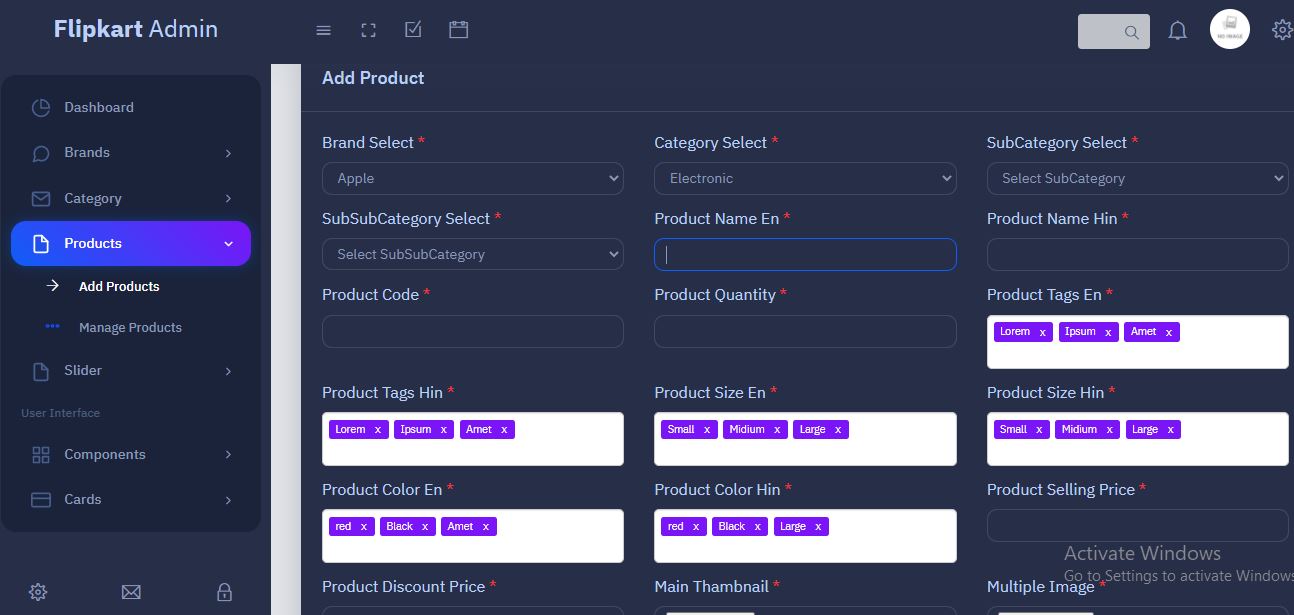 Flipkart Admin
NO IMAGE
Add Product
Dashboard
Brands
Category
Products
Add Products
Manage Products
Slider
User Interface
Components
Cards
Brand Select * Category Select * SubCategory Select *
Apple Electronic Select SubCategory
SubSubCategory Select * Product Name En * Product Name Hin *
Select SubSubCategory
Product Code * Product Quantity * Product Tags En *
Lorem x Ipsum x Amet x
Product Tags Hin * Product Size En * Product Size Hin *
Lorem x Ipsum x Amet x Small x Midium x Large x Small x Midium x Large x
Product Color En * Product Color Hin * Product Selling Price *
red x Black x Amet x red x Black x Large x
Activate Windows
Go to Settings to activate Windows
Product Discount Price * Main Thambnail * Multiple Image *